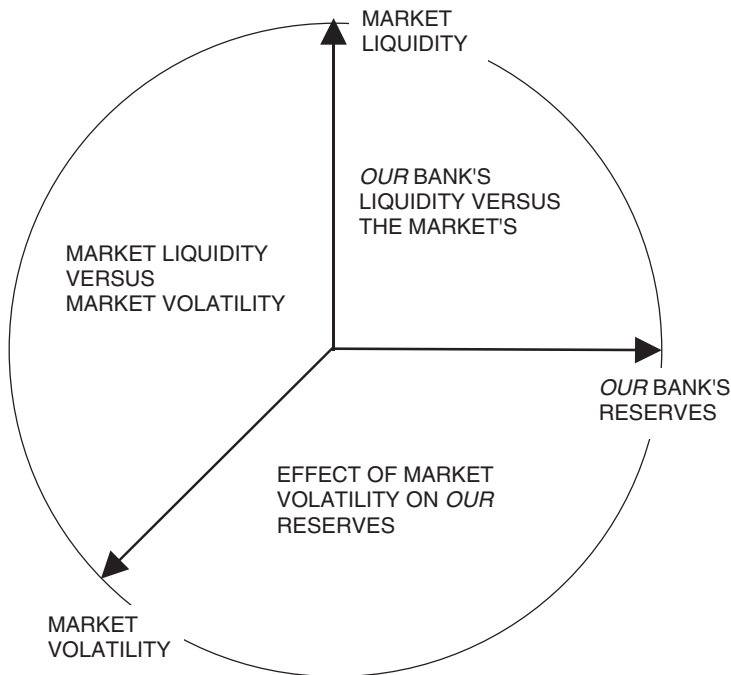 MARKET
LIQUIDITY
OUR BANK'S
LIQUIDITY VERSUS
THE MARKET'S
MARKET LIQUIDITY
VERSUS
MARKET VOLATILITY
OUR BANK'S
RESERVES
EFFECT OF MARKET
VOLATILITY ON OUR
RESERVES
MARKET
VOLATILITY